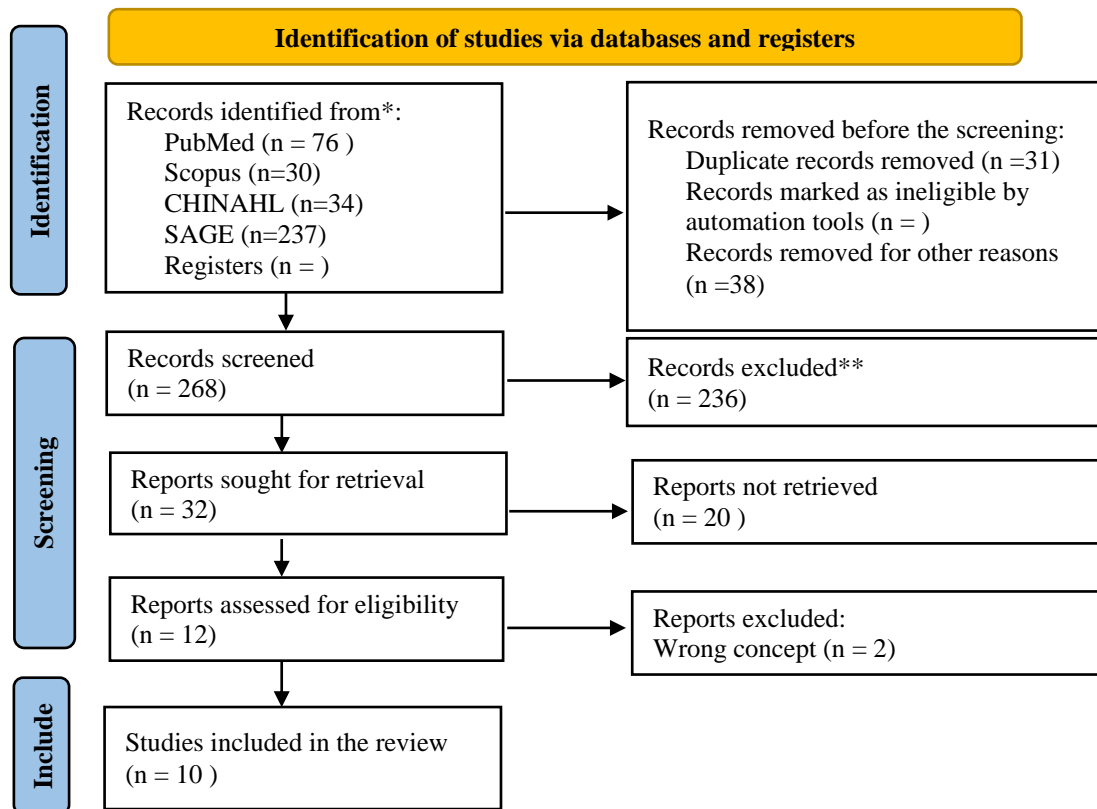 Identification of studies via databases and registers
Identification
Records identified from*:
PubMed (n = 76 )
Scopus (n=30)
CHINAHL (n=34)
SAGE (n=237)
Registers (n = )
Records removed before the screening:
Duplicate records removed (n =31)
Records marked as ineligible by
automation tools (n = )
Records removed for other reasons
(n =38)
Screening
Records screened
(n = 268)
Records excluded**
(n = 236)
Reports sought for retrieval
(n = 32)
Reports not retrieved
(n = 20 )
Reports assessed for eligibility
(n = 12)
Reports excluded:
Wrong concept (n = 2)
Include
Studies included in the review
(n = 10 )